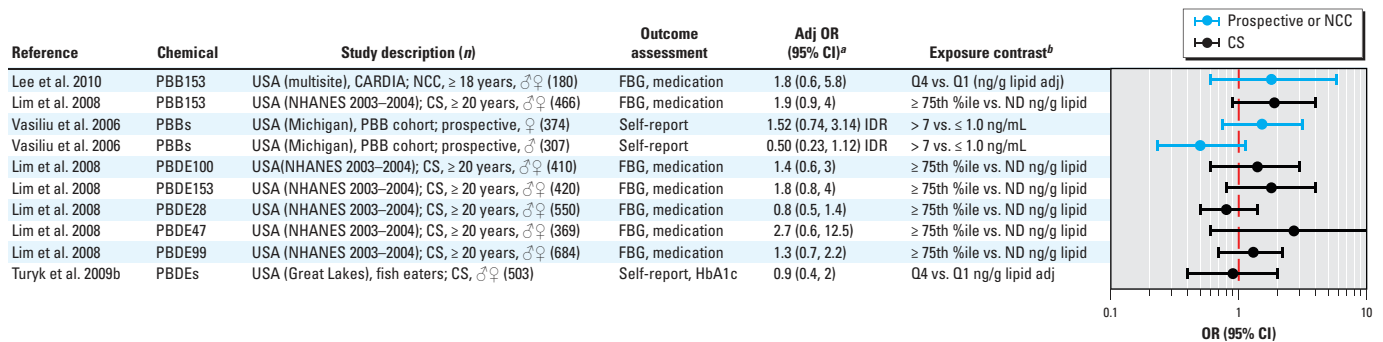 Prospective or NCC
CS
Reference Chemical Study description (n) Outcome assessment Adj OR (95% CI)a Exposure contrastb
Lee et al. 2010 PBB153 USA (multisite), CARDIA; NCC, ≥ 18 years, ♂♀ (180) FBG, medication 1.8 (0.6, 5.8) Q4 vs. Q1 (ng/g lipid adj)
Lim et al. 2008 PBB153 USA (NHANES 2003–2004); CS, ≥ 20 years, ♂♀ (466) FBG, medication 1.9 (0.9, 4) ≥ 75th %ile vs. ND ng/g lipid
Vasiliu et al. 2006 PBBs USA (Michigan), PBB cohort; prospective, ♀ (374) Self-report 1.52 (0.74, 3.14) IDR > 7 vs. ≤ 1.0 ng/mL
Vasiliu et al. 2006 PBBs USA (Michigan), PBB cohort; prospective, ♂ (307) Self-report 0.50 (0.23, 1.12) IDR > 7 vs. ≤ 1.0 ng/mL
Lim et al. 2008 PBDE100 USA(NHANES 2003–2004); CS, ≥ 20 years, ♂♀ (410) FBG, medication 1.4 (0.6, 3) ≥ 75th %ile vs. ND ng/g lipid
Lim et al. 2008 PBDE153 USA (NHANES 2003–2004); CS, ≥ 20 years, ♂♀ (420) FBG, medication 1.8 (0.8, 4) ≥ 75th %ile vs. ND ng/g lipid
Lim et al. 2008 PBDE28 USA (NHANES 2003–2004); CS, ≥ 20 years, ♂♀ (550) FBG, medication 0.8 (0.5, 1.4) ≥ 75th %ile vs. ND ng/g lipid
Lim et al. 2008 PBDE47 USA (NHANES 2003–2004); CS, ≥ 20 years, ♂♀ (369) FBG, medication 2.7 (0.6, 12.5) ≥ 75th %ile vs. ND ng/g lipid
Lim et al. 2008 PBDE99 USA (NHANES 2003–2004); CS, ≥ 20 years, ♂♀ (684) FBG, medication 1.3 (0.7, 2.2) ≥ 75th %ile vs. ND ng/g lipid
Turyk et al. 2009b PBDEs USA (Great Lakes), fish eaters; CS, ♂♀ (503) Self-report, HbA1c 0.9 (0.4, 2) Q4 vs. Q1 ng/g lipid adj
0.1 1 10
OR (95% CI)